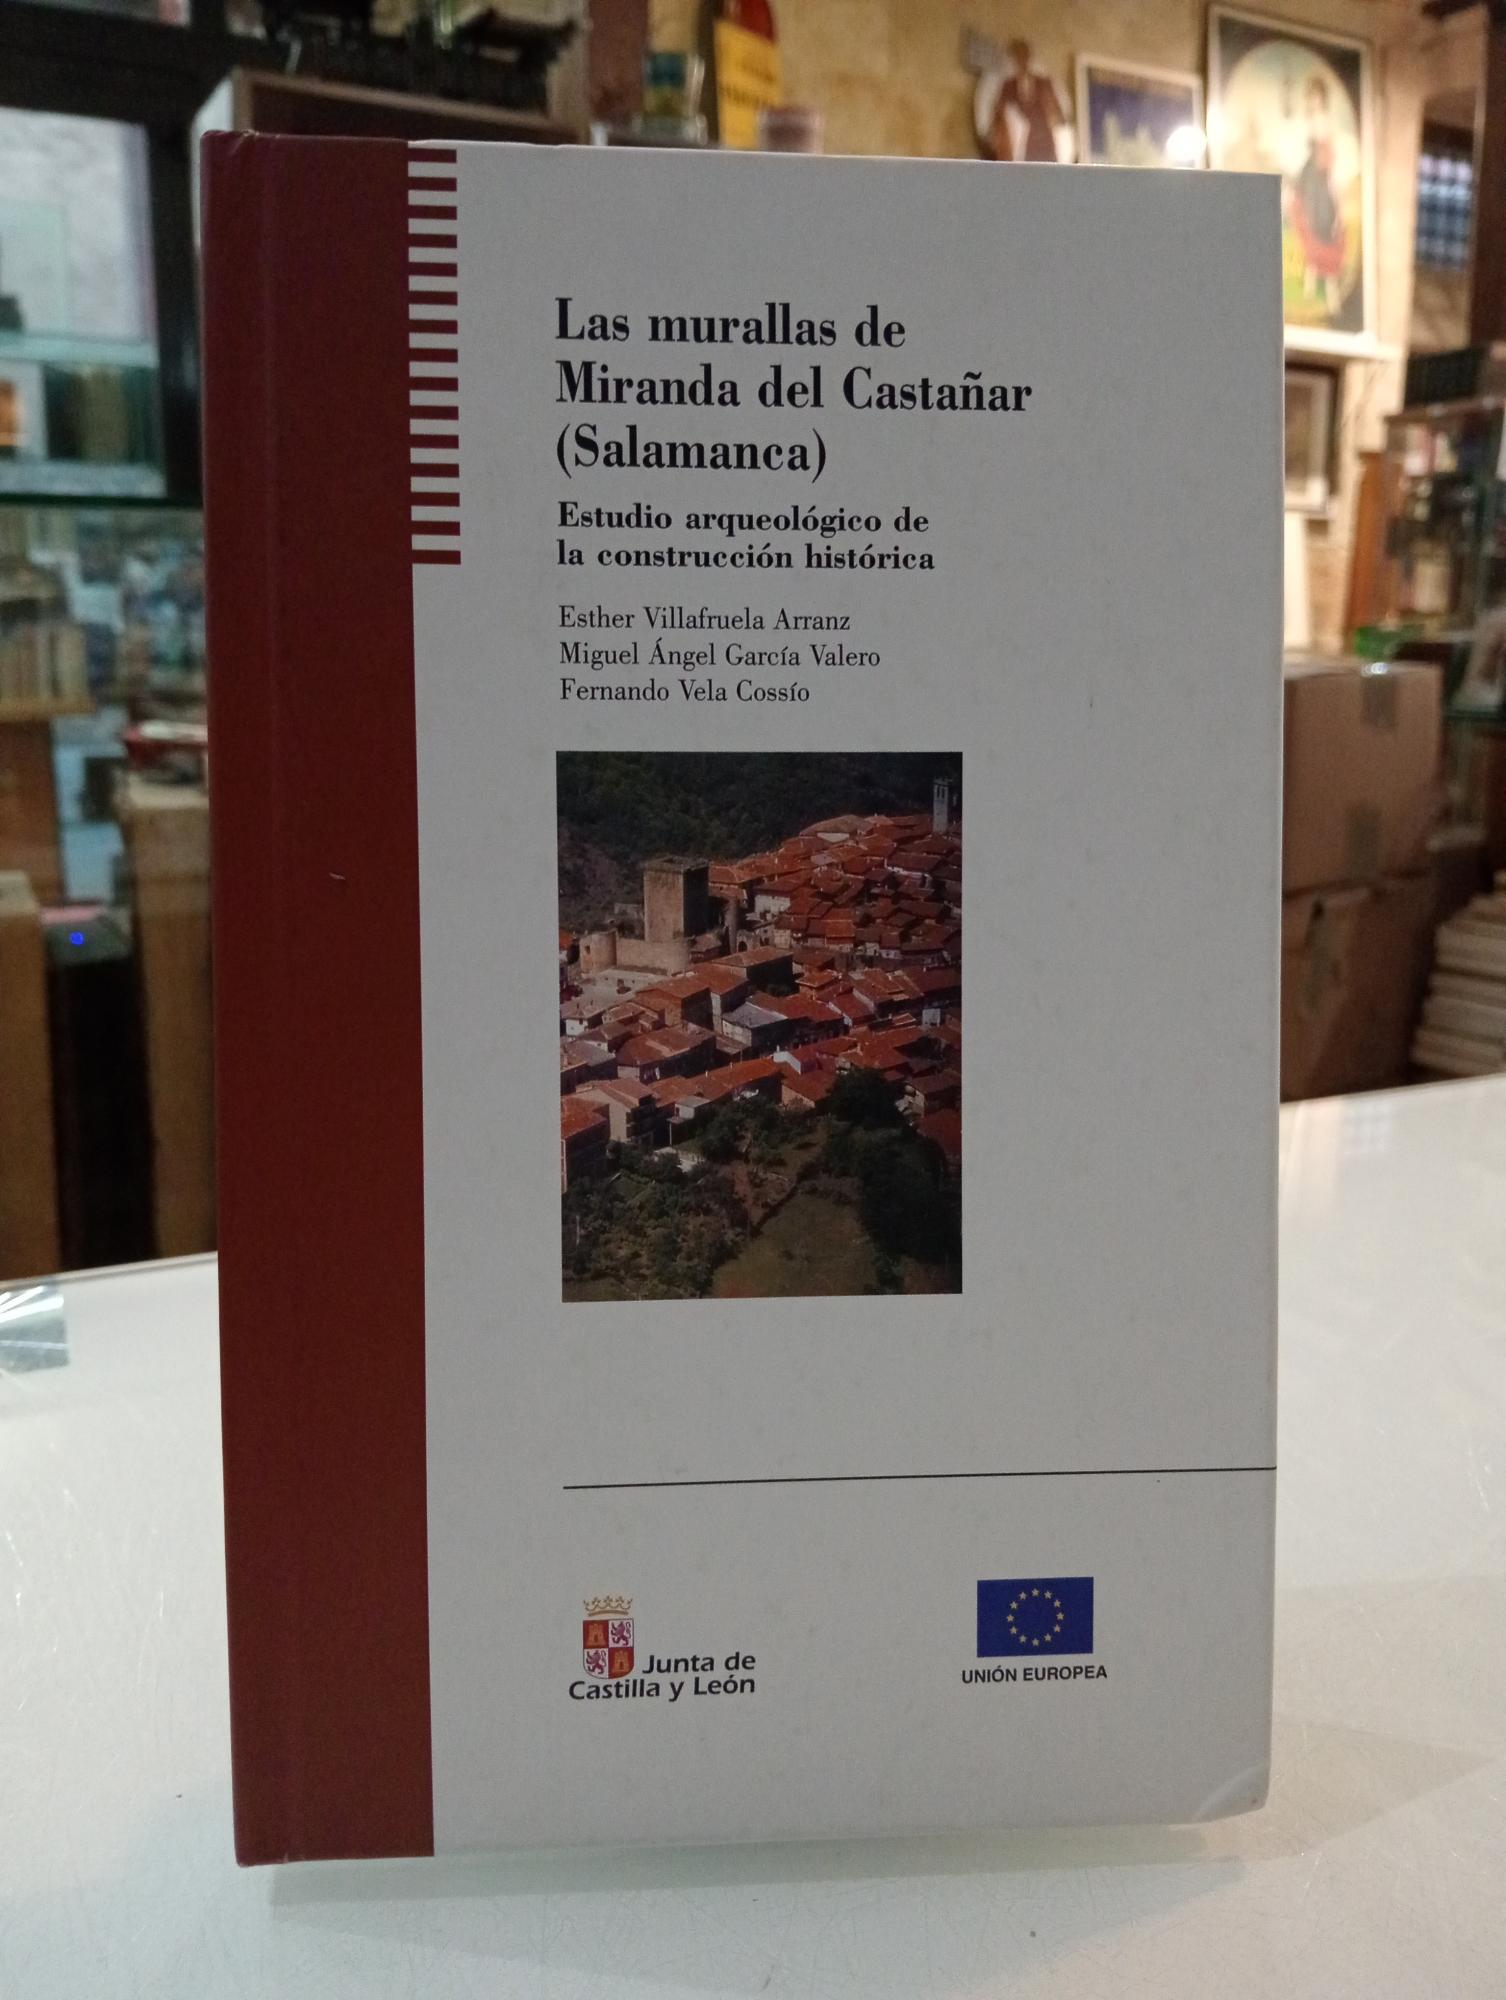 Las murallas de
Miranda del Castañar
(Salamanca)
Estudio arqueológico de
la construcción histórica
Esther Villafruela Arranz
Miguel Ángel García Valero
Fernando Vela Cossío
Junta de
Castilla y León
UNIÓN EUROPEA